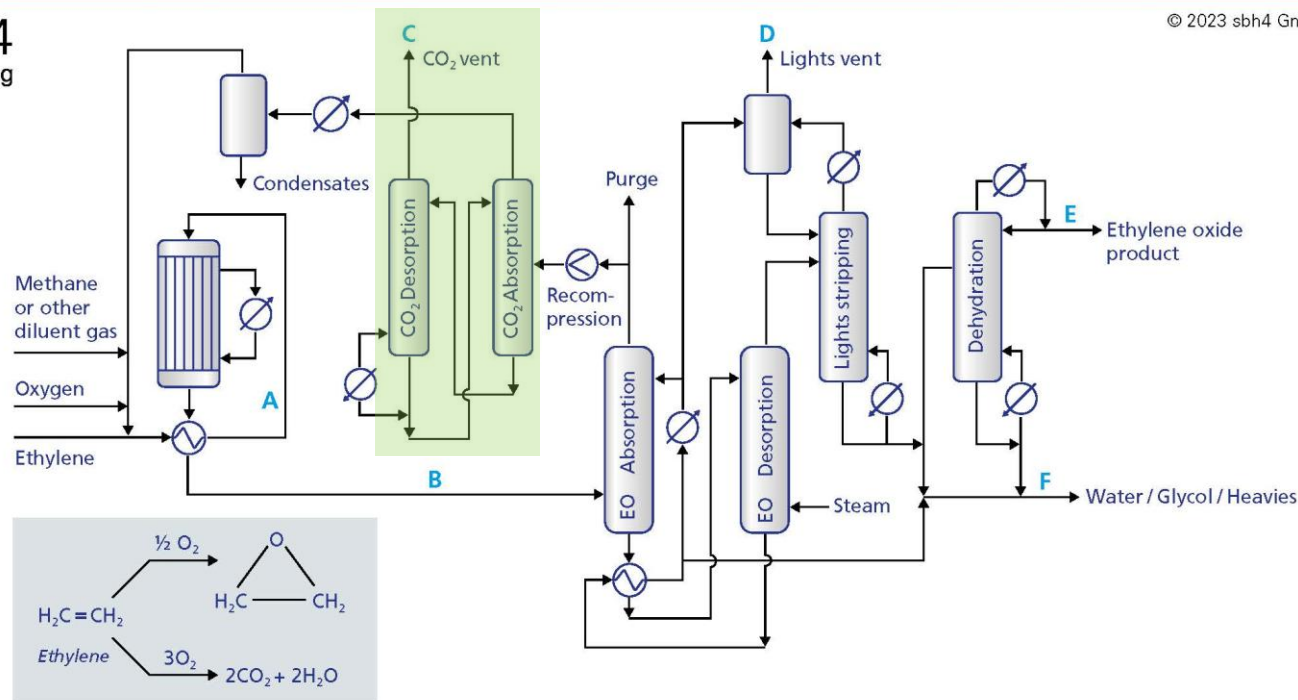 4
g
© 2023 sbh4 Gm
C
CO₂ vent
D
Lights vent
Condensates
Purge
Methane
or other
diluent gas
Oxygen
Ethylene
A
B
CO₂ Desorption
CO₂ Absorption
Recom-
pression
EO Absorption
EO Desorption
Lights stripping
Dehydration
E
Ethylene oxide
product
Steam
F
Water / Glycol / Heavies
½ O₂
O
H₂C
CH₂
H₂C=CH₂
Ethylene
3O₂
2CO₂ + 2H₂O